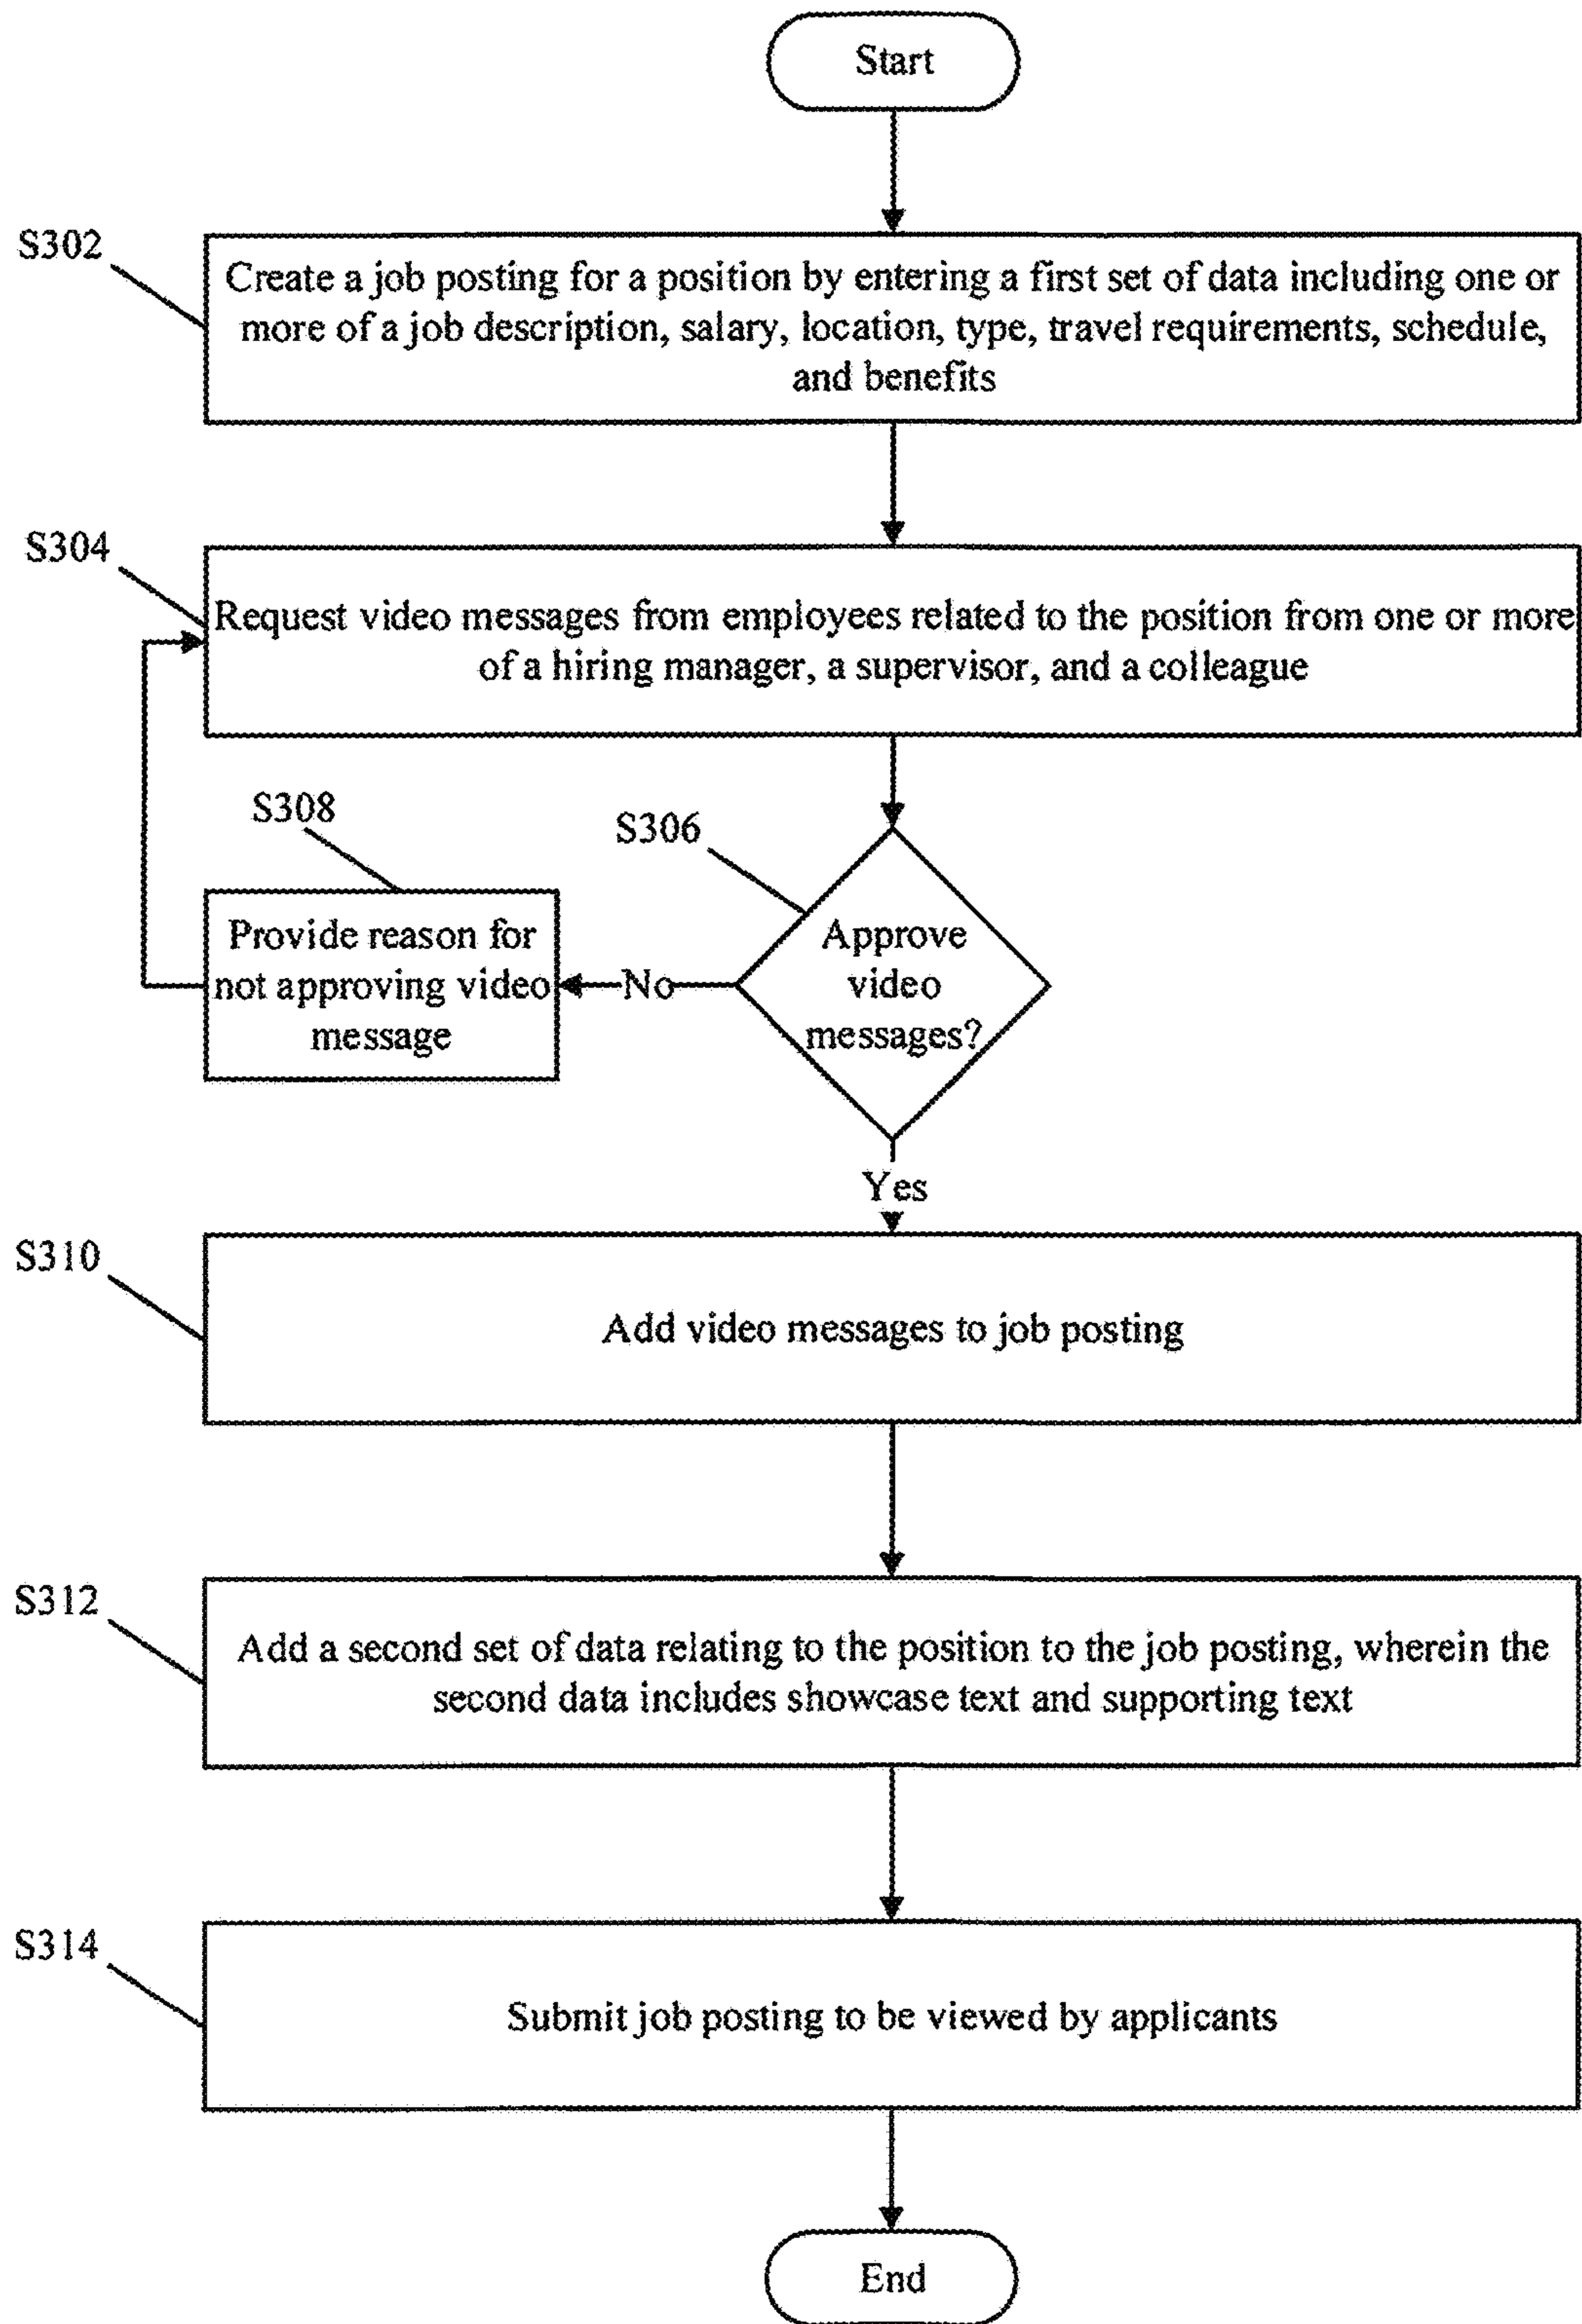 Start
S302
Create a job posting for a position by entering a first set of data including one or
more of a job description, salary, location, type, travel requirements, schedule,
and benefits
S304
Request video messages from employees related to the position from one or more
of a hiring manager, a supervisor, and a colleague
S308
S306
Provide reason for
not approving video
message
No
Approve
video
messages?
Yes
S310
Add video messages to job posting
S312
Add a second set of data relating to the position to the job posting, wherein the
second data includes showcase text and supporting text
S314
Submit job posting to be viewed by applicants
End